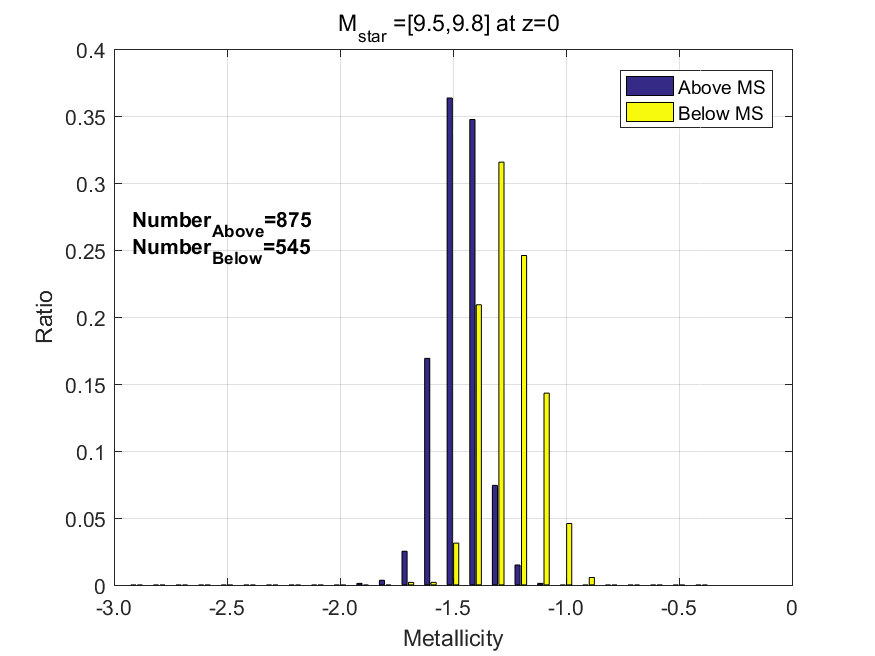 M_star =[9.5,9.8] at z=0
0.4
0.35
0.3
0.25
0.2
0.15
0.1
0.05
0
Ratio
Above MS
Below MS
Number_Above=875
Number_Below=545
-3.0 -2.5 -2.0 -1.5 -1.0 -0.5 0
Metallicity